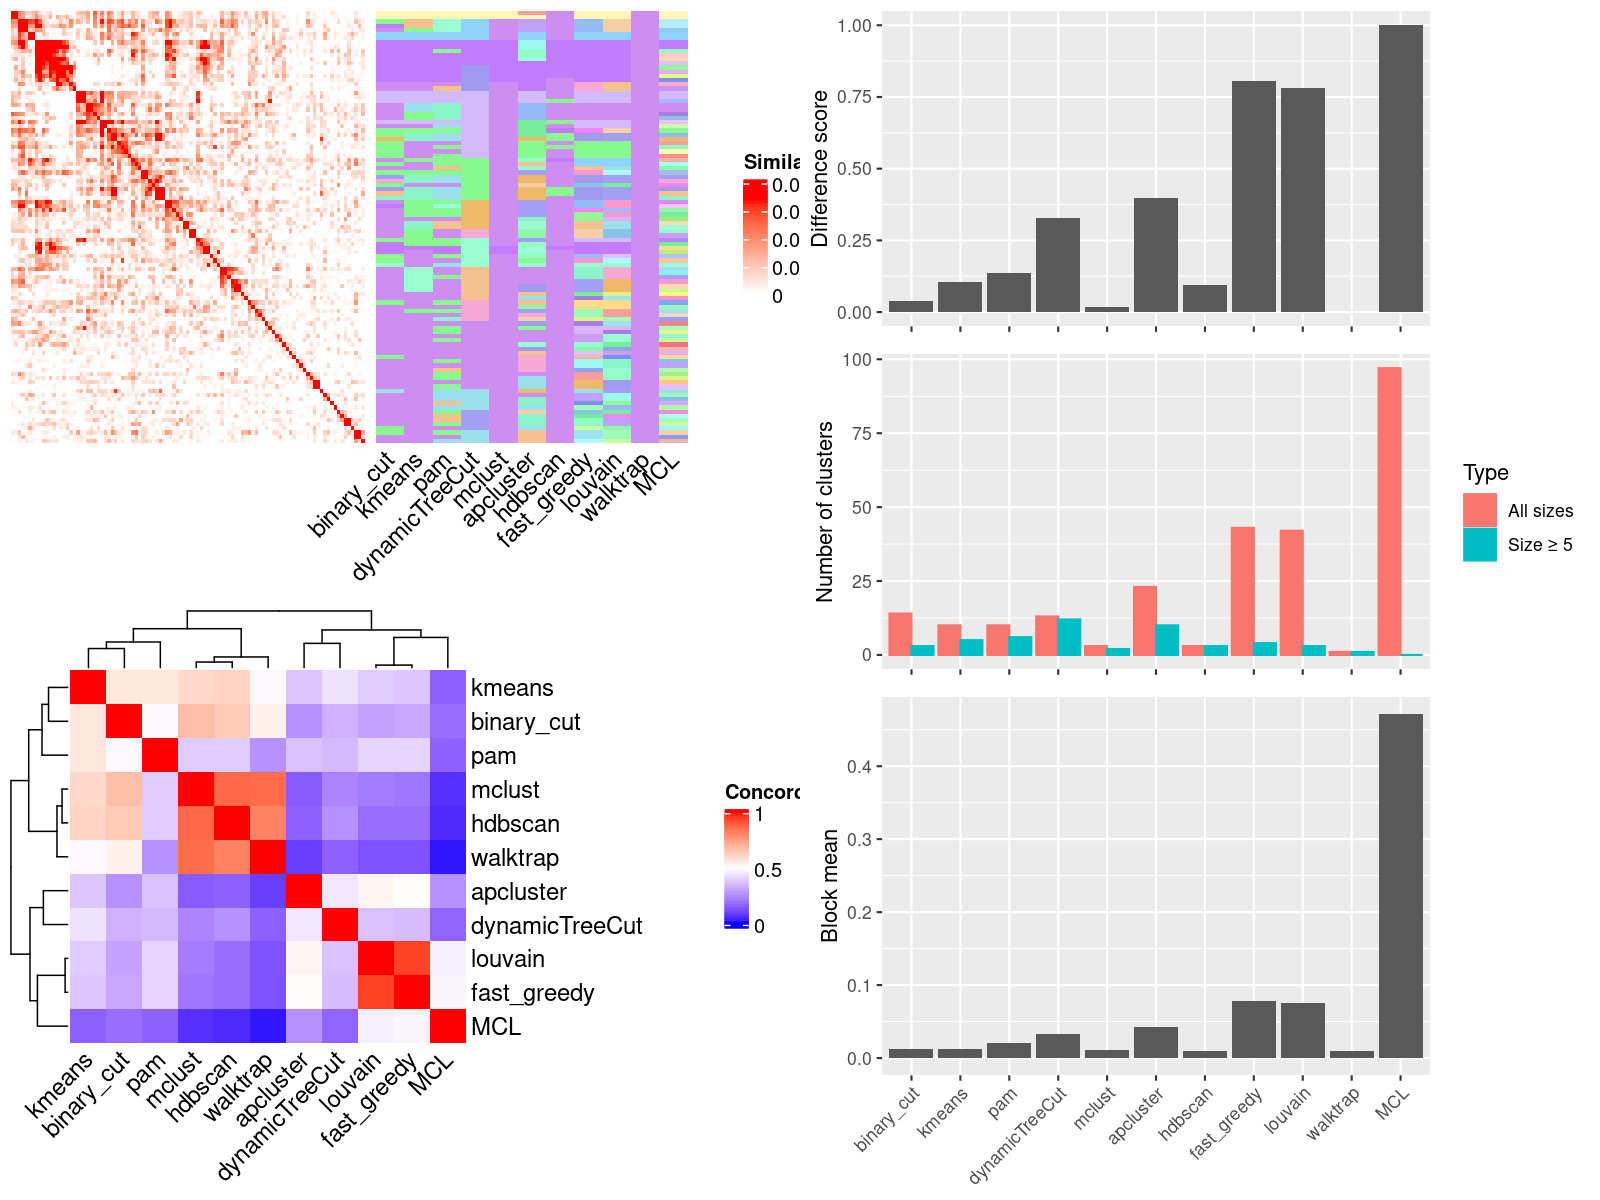 Simila
0.0
0.0
0.0
0.0
0
binary_cut
kmeans
pam
dynamicTreeCut
mclust
apcluster
hdbscan
fast_greedy
louvain
walktrap
MCL
kmeans
binary_cut
pam
mclust
hdbscan
walktrap
apcluster
dynamicTreeCut
louvain
fast_greedy
MCL
Concord
1
0.5
0
kmeans
binary_cut
pam
mclust
hdbscan
walktrap
apcluster
dynamicTreeCut
louvain
fast_greedy
MCL
Difference score
1.00
0.75
0.50
0.25
0.00
Number of clusters
100
75
50
25
0
Type
All sizes
Size ≥ 5
Block mean
0.4
0.3
0.2
0.1
0.0
binary_cut
kmeans
pam
dynamicTreeCut
mclust
apcluster
hdbscan
fast_greedy
louvain
walktrap
MCL